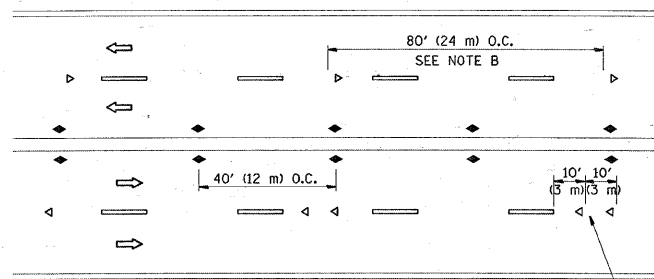 80' (24 m) O.C.
SEE NOTE B
40' (12 m) O.C.
10' 10'
(3 m) (3 m)